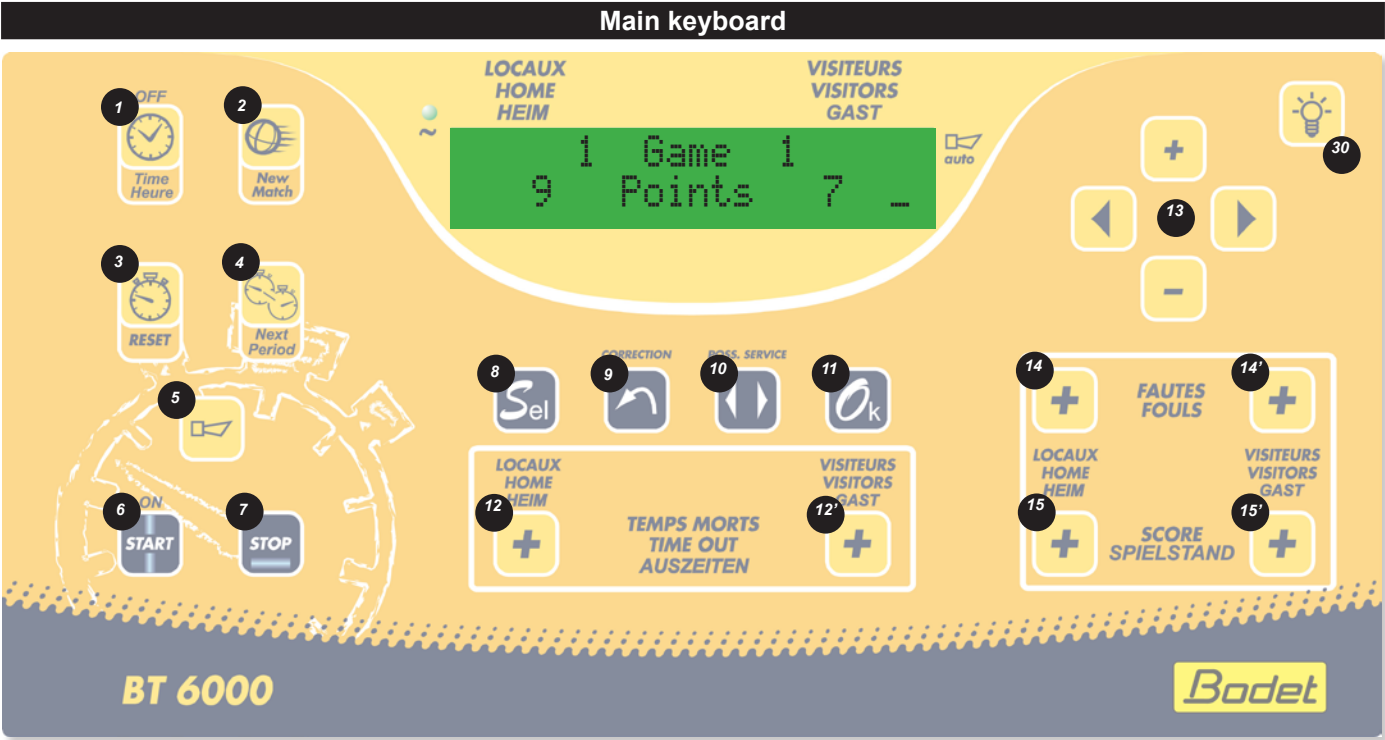 Main keyboard
LOCAUX
HOME
HEIM
VISITEURS
VISITORS
GAST
~
auto
1 Game 1
9 Points 7 _
OFF
1
Time
Heure
2
New
Match
30
+
13
-
3
RESET
4
Next
Period
5
ON
6
START
7
STOP
8
Sel
CORRECTION
9
POSS. SERVICE
10
11
Ok
LOCAUX
HOME
HEIM
VISITEURS
VISITORS
GAST
12
+
TEMPS MORTS
TIME OUT
AUSZEITEN
12’
+
14
+
FAUTES
FOULS
14’
+
LOCAUX
HOME
HEIM
VISITEURS
VISITORS
GAST
15
+
SCORE
SPIELSTAND
15’
+
BT 6000
Bodet